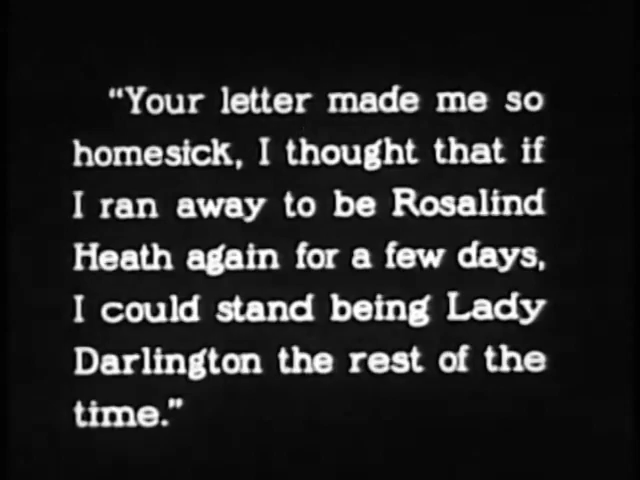 "Your letter made me so
homesick, I thought that if
I ran away to be Rosalind
Heath again for a few days,
I could stand being Lady
Darlington the rest of the
time."